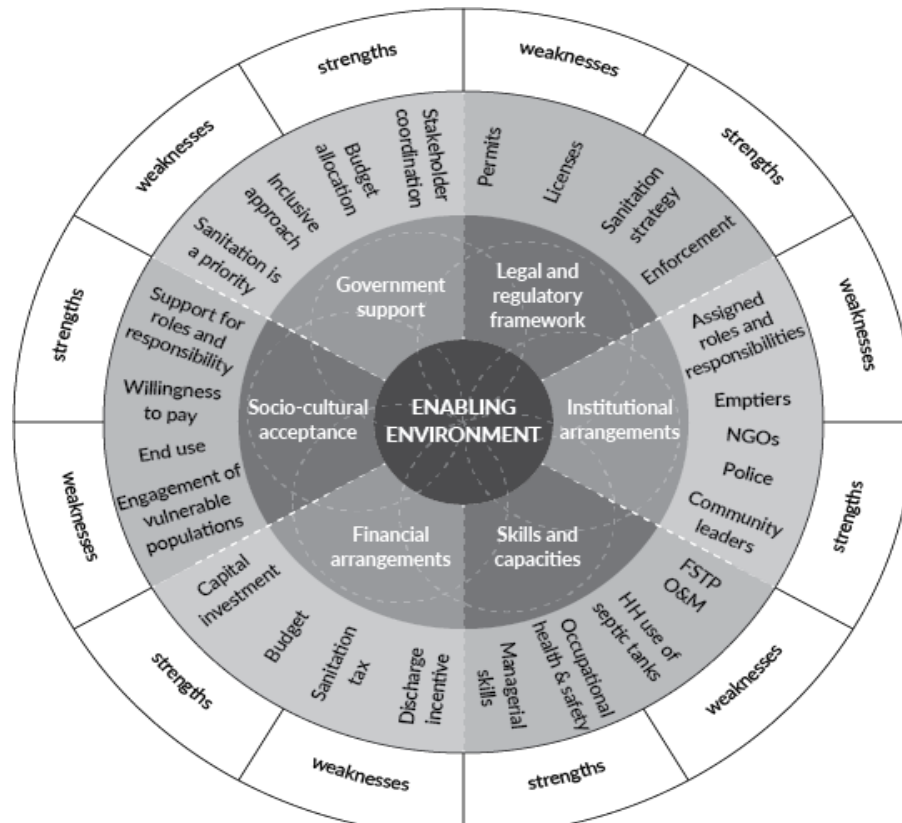 strengths
weaknesses
strengths
weaknesses
strengths
weaknesses
strengths
weaknesses
strengths
weaknesses
strengths
weaknesses
Stakeholder
coordination
Budget
allocation
Inclusive
approach
Sanitation is
a priority
Permits
Licenses
Sanitation
strategy
Enforcement
Government
support
Legal and
regulatory
framework
Support for
roles and
responsibility
Willingness
to pay
End use
Engagement of
vulnerable
populations
Socio-cultural
acceptance
ENABLING
ENVIRONMENT
Institutional
arrangements
Assigned
roles and
responsibilities
Emptiers
NGOs
Police
Community
leaders
Financial
arrangements
Skills and
capacities
Capital
investment
Budget
Sanitation
tax
Discharge
incentive
Managerial
skills
Occupational
health & safety
HH use of
septic tanks
FSTP
O&M